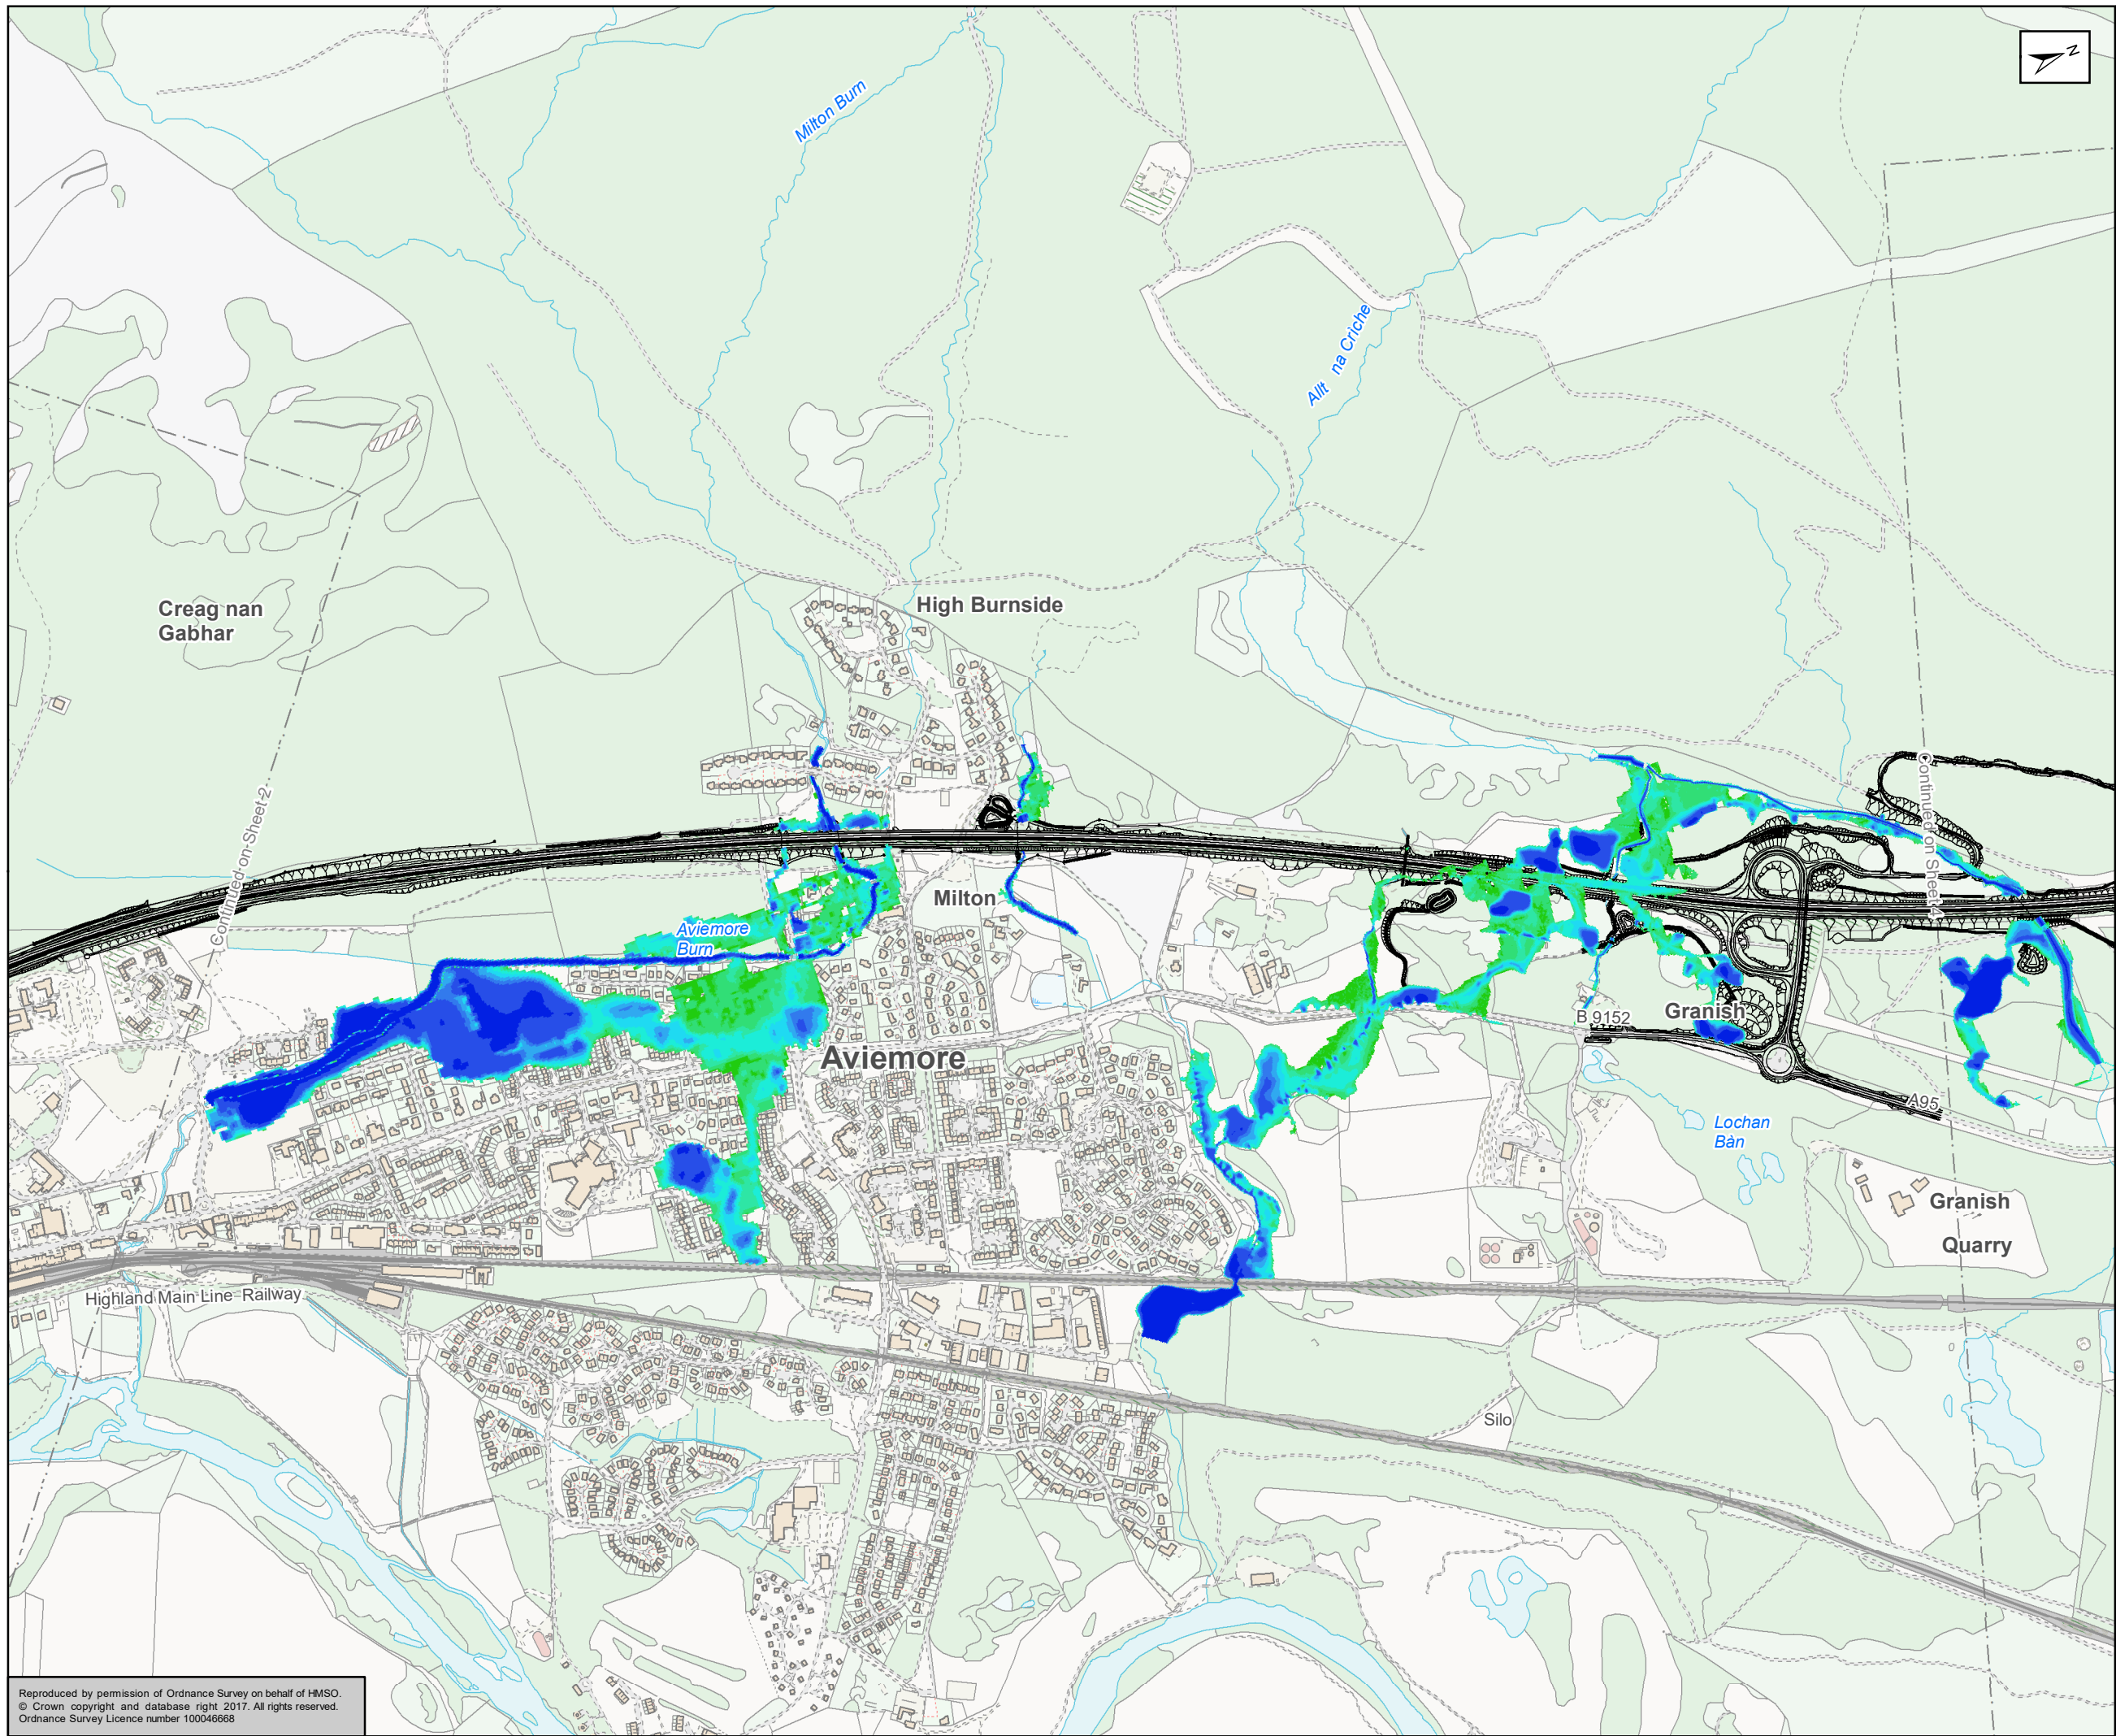 N
Milton Burn
Allt na Criche
Creag nan
Gabhar
High Burnside
Continued on Sheet 2
Continued on Sheet 4
Milton
Aviemore
Burn
Granish
B 9152
Aviemore
A95
Lochan
Bàn
Granish
Quarry
Highland Main Line Railway
Silo
Reproduced by permission of Ordnance Survey on behalf of HMSO.
© Crown copyright and database right 2017. All rights reserved.
Ordnance Survey Licence number 100046668